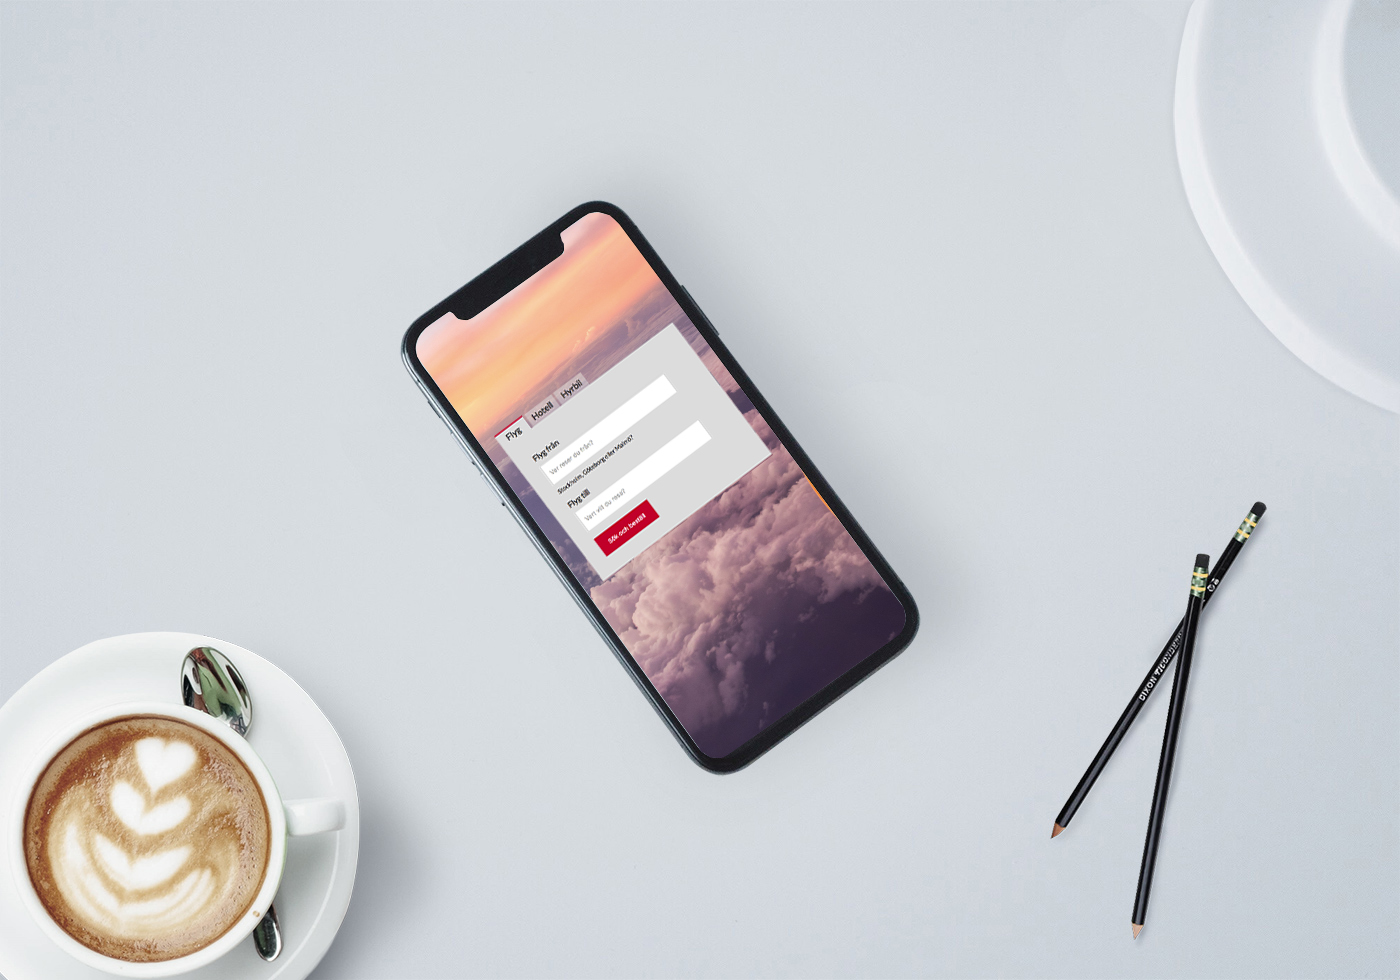 Flyg
Hotell
Hyrbil
Flyg från
Var reser du från?
Stockholm, Göteborg eller Malmö?
Flyg till
Vart vill du resa?
Sök och beställ
DIXON TICONDEROGA